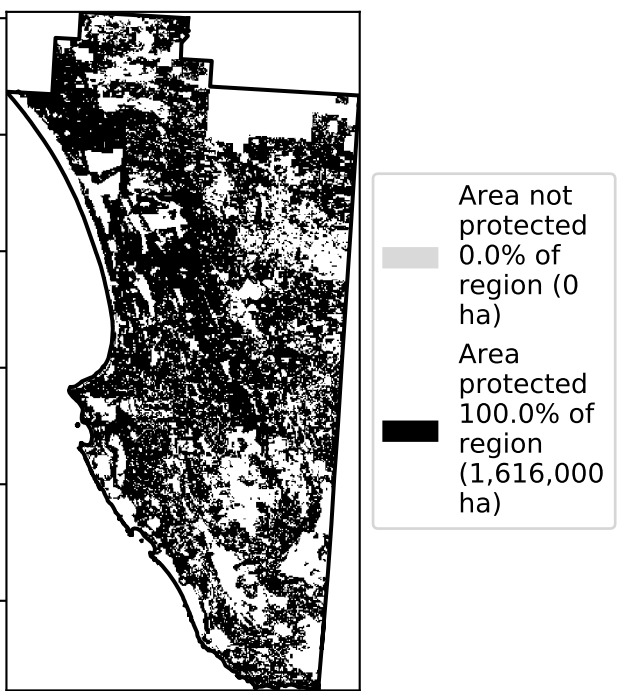 Area not
protected
0.0% of
region (0
ha)
Area
protected
100.0% of
region
(1,616,000
ha)